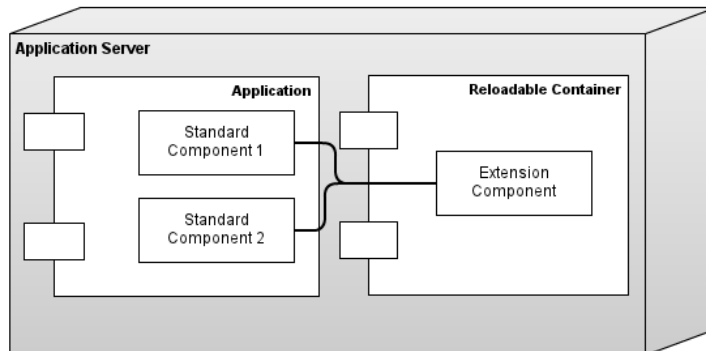 Application Server
Application
Reloadable Container
Standard
Component 1
Extension
Component
Standard
Component 2